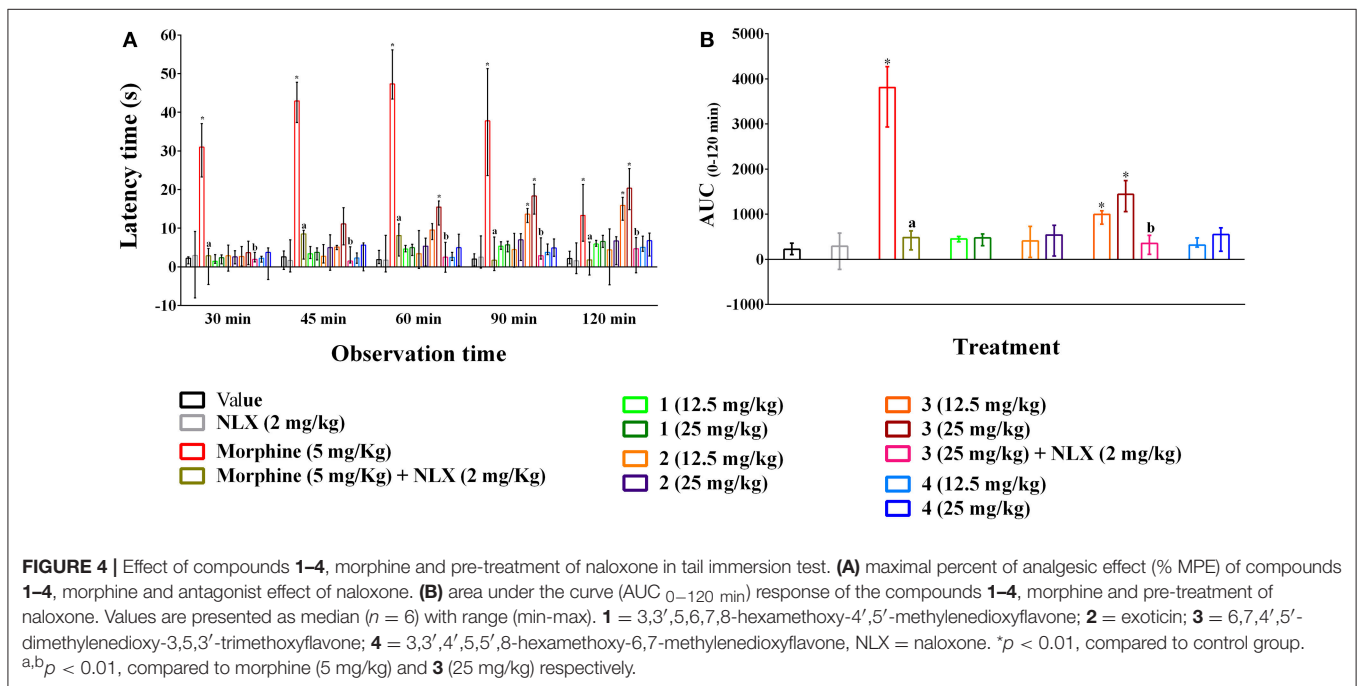 A
Latency time (s)
60
50
40
30
20
10
0
-10
* * * * * * * * * *
a a a a a
b b b b b
30 min 45 min 60 min 90 min 120 min
Observation time
B
AUC (0-120 min)
5000
4000
3000
2000
1000
0
-1000
*
a
* *
b
Treatment
Value
NLX (2 mg/kg)
Morphine (5 mg/Kg)
Morphine (5 mg/Kg) + NLX (2 mg/Kg)
1 (12.5 mg/kg)
1 (25 mg/kg)
2 (12.5 mg/kg)
2 (25 mg/kg)
3 (12.5 mg/kg)
3 (25 mg/kg)
3 (25 mg/kg) + NLX (2 mg/kg)
4 (12.5 mg/kg)
4 (25 mg/kg)
FIGURE 4 | Effect of compounds 1–4, morphine and pre-treatment of naloxone in tail immersion test. (A) maximal percent of analgesic effect (% MPE) of compounds
1–4, morphine and antagonist effect of naloxone. (B) area under the curve (AUC 0−120 min) response of the compounds 1–4, morphine and pre-treatment of
naloxone. Values are presented as median (n = 6) with range (min-max). 1 = 3,3′,5,6,7,8-hexamethoxy-4′,5′-methylenedioxyflavone; 2 = exoticin; 3 = 6,7,4′,5′-
dimethylenedioxy-3,5,3′-trimethoxyflavone; 4 = 3,3′,4′,5,5′,8-hexamethoxy-6,7-methylenedioxyflavone, NLX = naloxone. *p < 0.01, compared to control group.
a,bp < 0.01, compared to morphine (5 mg/kg) and 3 (25 mg/kg) respectively.